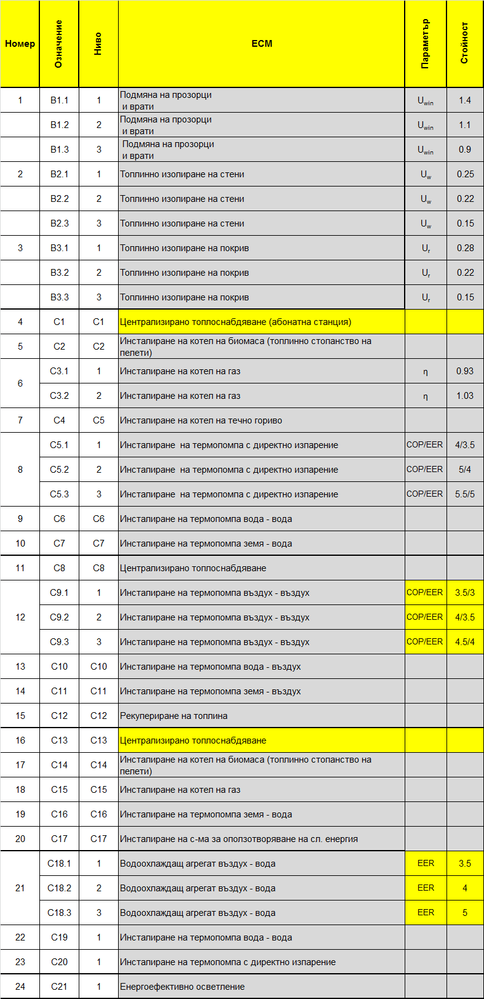 Номер Означение Ниво ЕСМ Параметър Стойност
1 B1.1 1 Подмяна на прозорци
и врати U win 1.4
B1.2 2 Подмяна на прозорци
и врати U win 1.1
B1.3 3 Подмяна на прозорци
и врати U win 0.9
2 B2.1 1 Топлинно изолиране на стени U w 0.25
B2.2 2 Топлинно изолиране на стени U w 0.22
B2.3 3 Топлинно изолиране на стени U w 0.15
3 B3.1 1 Топлинно изолиране на покрив U r 0.28
B3.2 2 Топлинно изолиране на покрив U r 0.22
B3.3 3 Топлинно изолиране на покрив U r 0.15
4 C1 C1 Централизирано топлоснабдяване (абонатна станция)
5 C2 C2 Инсталиране на котел на биомаса (топлинно стопанство на
пелети)
6 C3.1 1 Инсталиране на котел на газ η 0.93
C3.2 2 Инсталиране на котел на газ η 1.03
7 C4 C5 Инсталиране на котел на течно гориво
8 C5.1 1 Инсталиране на термопомпа с директно изпарение COP/EER 4/3.5
C5.2 2 Инсталиране на термопомпа с директно изпарение COP/EER 5/4
C5.3 3 Инсталиране на термопомпа с директно изпарение COP/EER 5.5/5
9 C6 C6 Инсталиране на термопомпа вода - вода
10 C7 C7 Инсталиране на термопомпа земя - вода
11 C8 C8 Централизирано топлоснабдяване
12 C9.1 1 Инсталиране на термопомпа въздух - въздух COP/EER 3.5/3
C9.2 2 Инсталиране на термопомпа въздух - въздух COP/EER 4/3.5
C9.3 3 Инсталиране на термопомпа въздух - въздух COP/EER 4.5/4
13 C10 C10 Инсталиране на термопомпа вода - въздух
14 C11 C11 Инсталиране на термопомпа земя - въздух
15 C12 C12 Рекупериране на топлина
16 C13 C13 Централизирано топлоснабдяване
17 C14 C14 Инсталиране на котел на биомаса (топлинно стопанство на
пелети)
18 C15 C15 Инсталиране на котел на газ
19 C16 C16 Инсталиране на термопомпа земя - вода
20 C17 C17 Инсталиране на с-ма за оползотворяване на сл. енергия
21 C18.1 1 Водоохлаждащ агрегат въздух - вода EER 3.5
C18.2 2 Водоохлаждащ агрегат въздух - вода EER 4
C18.3 3 Водоохлаждащ агрегат въздух - вода EER 5
22 C19 1 Инсталиране на термопомпа вода - вода
23 C20 1 Инсталиране на термопомпа с директно изпарение
24 C21 1 Енергоефективно осветление